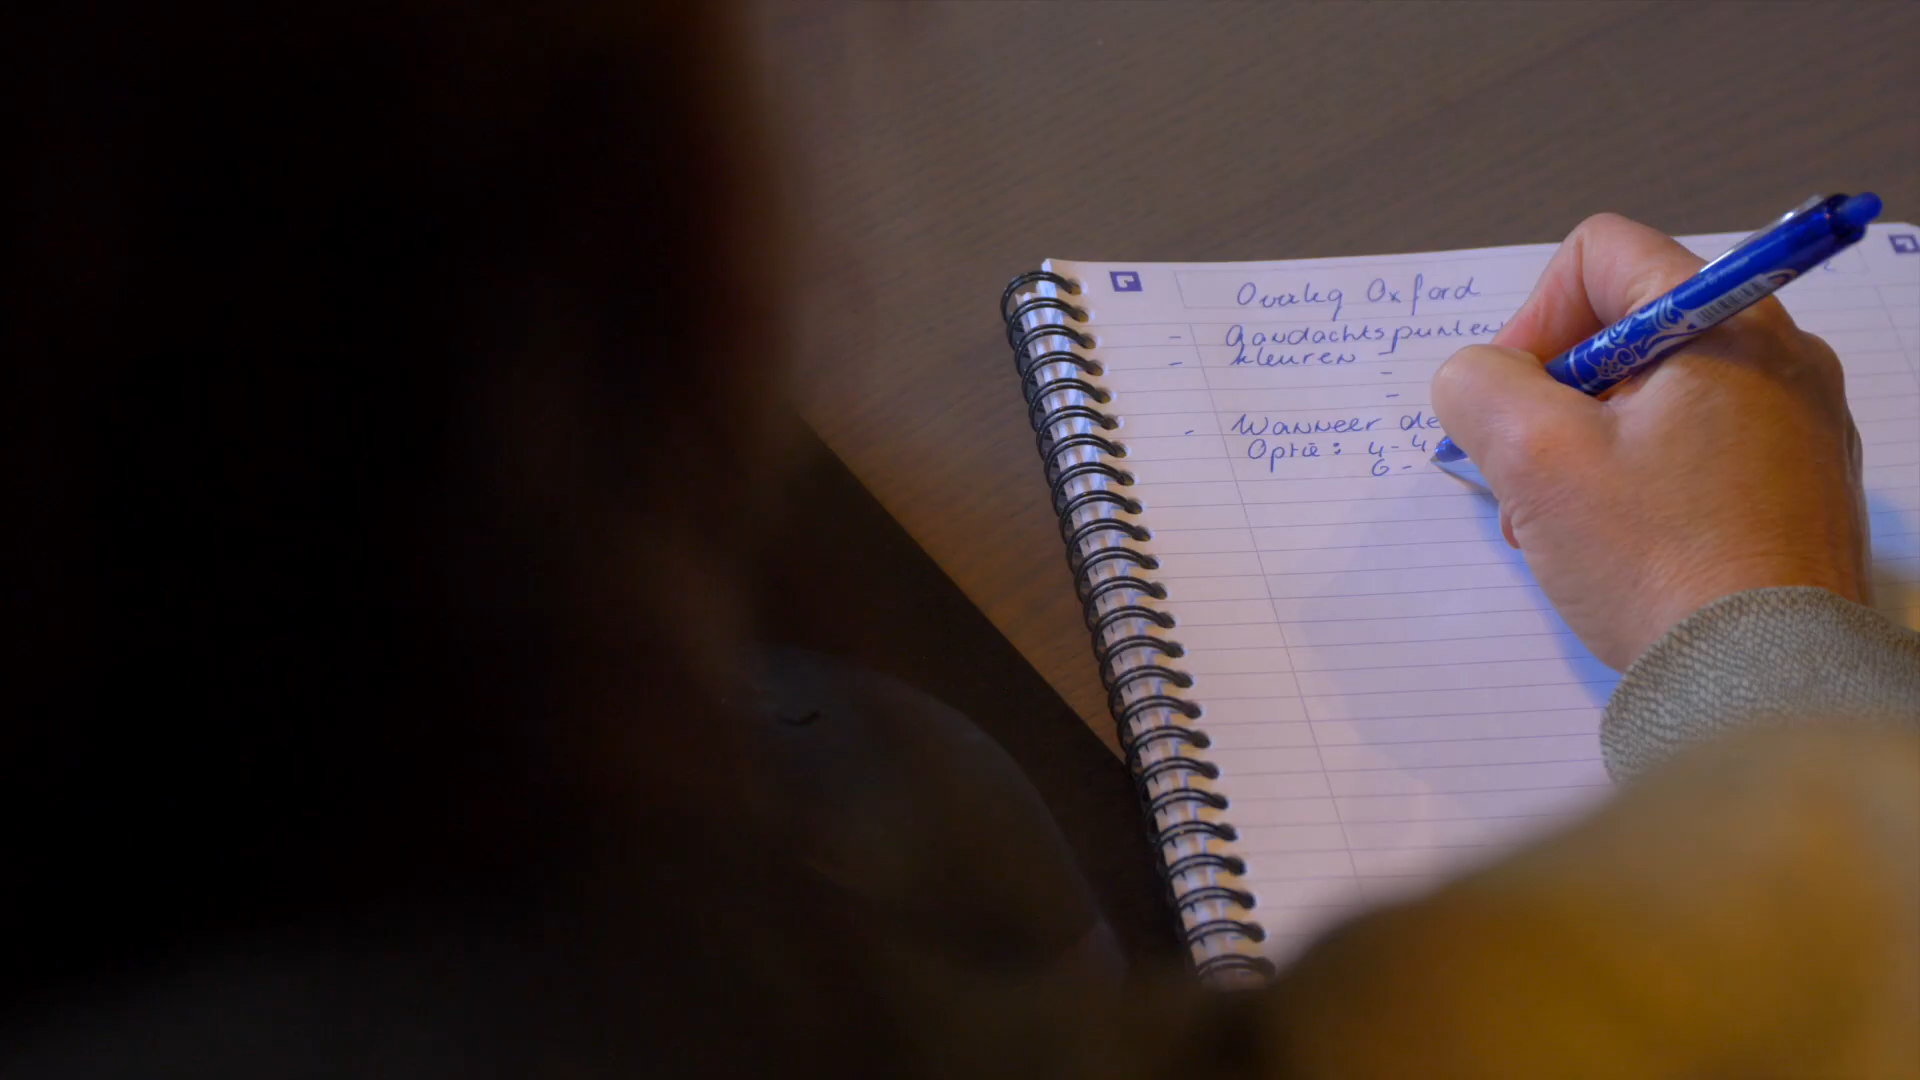 Overleg Oxford
- Aandachtspunten
- kleuren -
-
-
- Wanneer de
Optie: 4-4
6 -